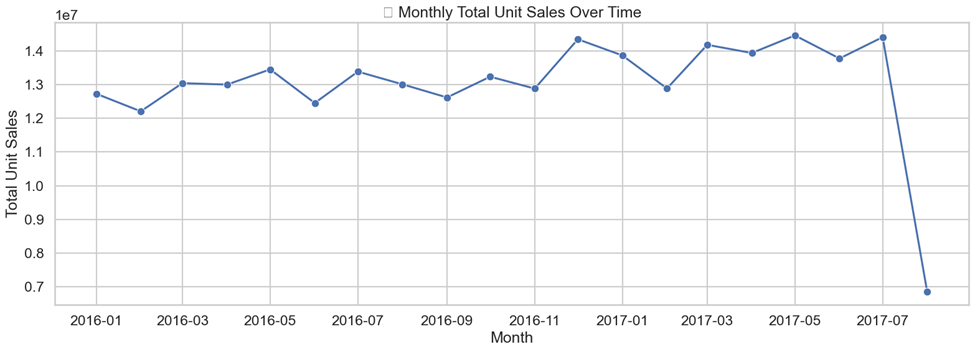 1e7
□ Monthly Total Unit Sales Over Time
Total Unit Sales
1.4
1.3
1.2
1.1
1.0
0.9
0.8
0.7
2016-01 2016-03 2016-05 2016-07 2016-09 2016-11 2017-01 2017-03 2017-05 2017-07
Month